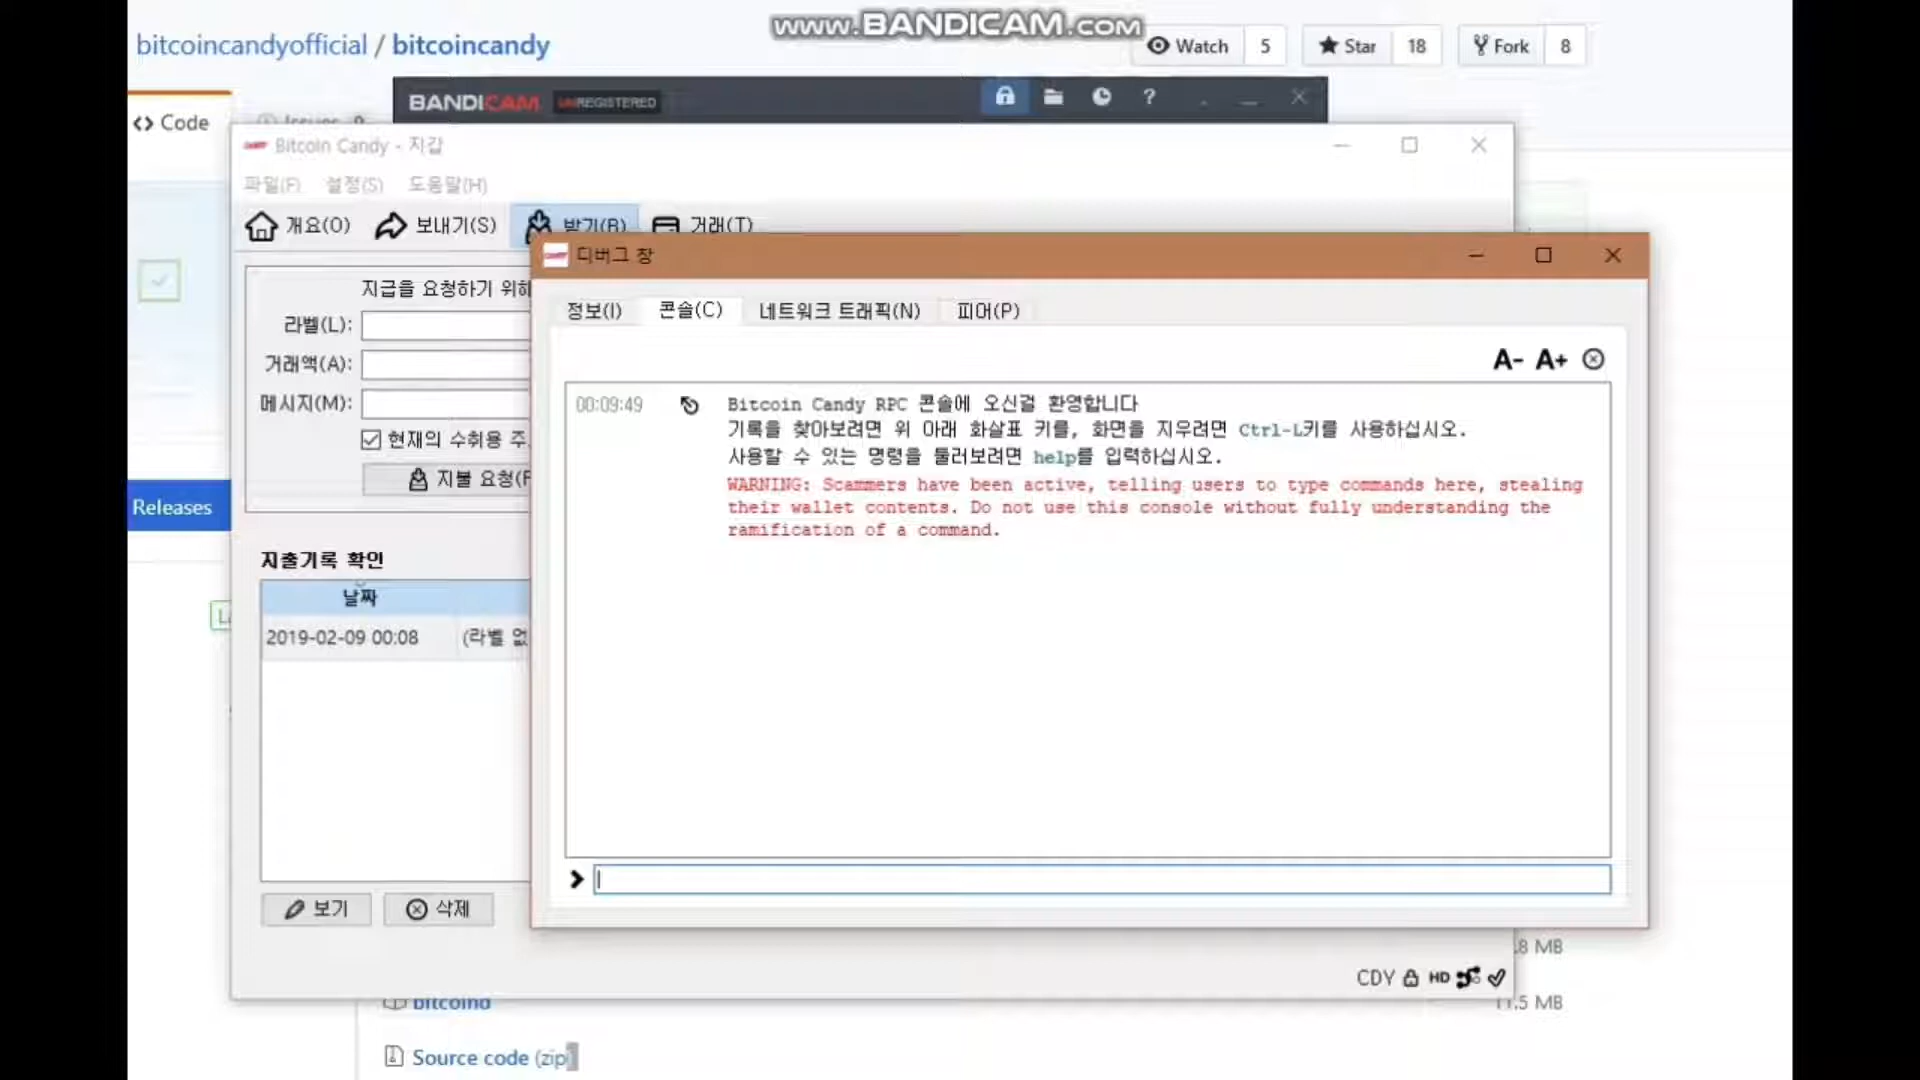 www.BANDICAM.com
bitcoincandyofficial / bitcoincandy
Watch 5 Star 18 Fork 8
BANDICAM UNREGISTERED
Code
Bitcoin Candy - 지갑
파일(F) 설정(S) 도움말(H)
개요(O) 보내기(S) 받기(R) 거래(T)
디버그 창
지급을 요청하기 위해
라벨(L):
거래액(A):
메시지(M):
현재의 수취용
지불 요청(
정보(I) 콘솔(C) 네트워크 트래픽(N) 피어(P)
A- A+
00:09:49 Bitcoin Candy RPC 콘솔에 오신걸 환영합니다
기록을 찾아보려면 위 아래 화살표 키를, 화면을 지우려면 Ctrl-L키를 사용하십시오.
사용할 수 있는 명령을 둘러보려면 help를 입력하십시오.
WARNING: Scammers have been active, telling users to type commands here, stealing
their wallet contents. Do not use this console without fully understanding the
ramification of a command.
Releases
지출기록 확인
날짜
2019-02-09 00:08 (라벨 없
보기 삭제
CDY HD
.8 MB
bitcoind
11.5 MB
Source code (zip)